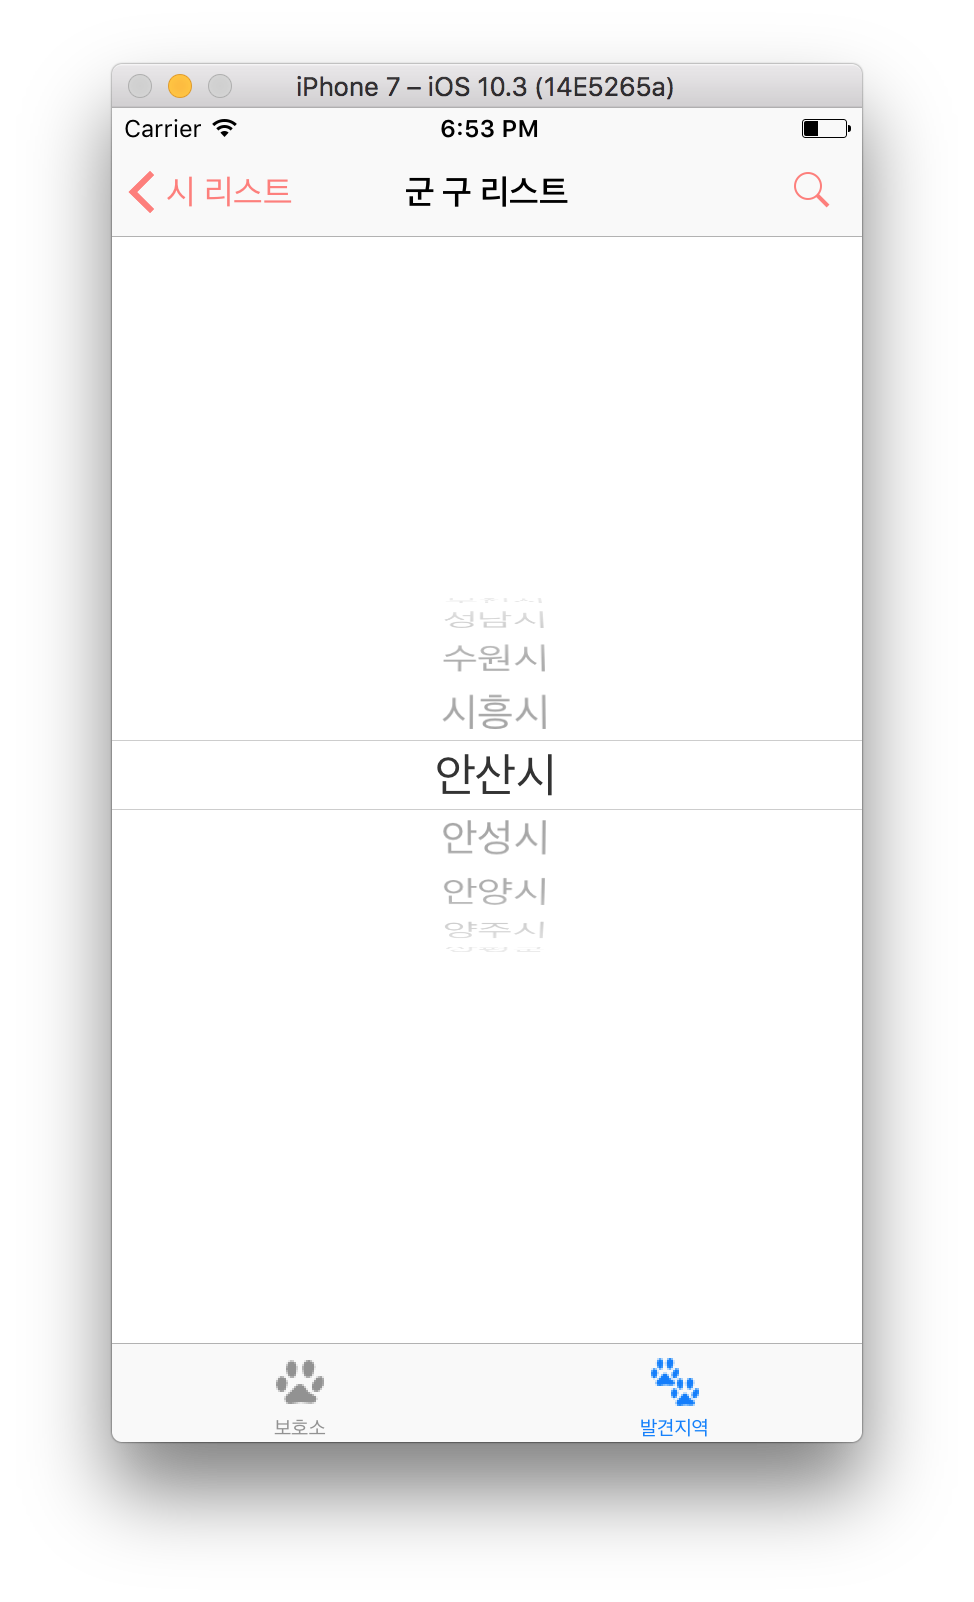 iPhone 7 – iOS 10.3 (14E5265a)
Carrier 6:53 PM
시 리스트 군 구 리스트
성남시
수원시
시흥시
안산시
안성시
안양시
양주시
보호소 발견지역